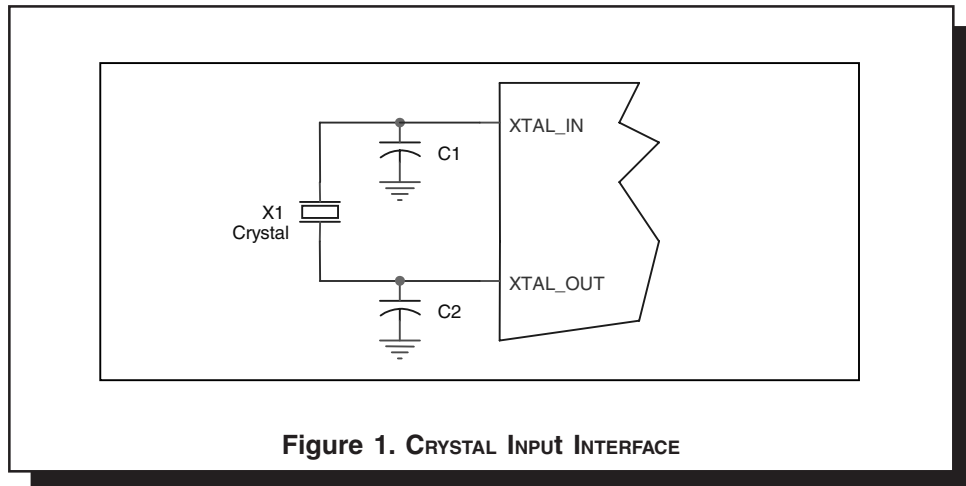 XTAL_IN
C1
X1
Crystal
XTAL_OUT
C2
Figure 1. CRYSTAL INPUt INTERFACE